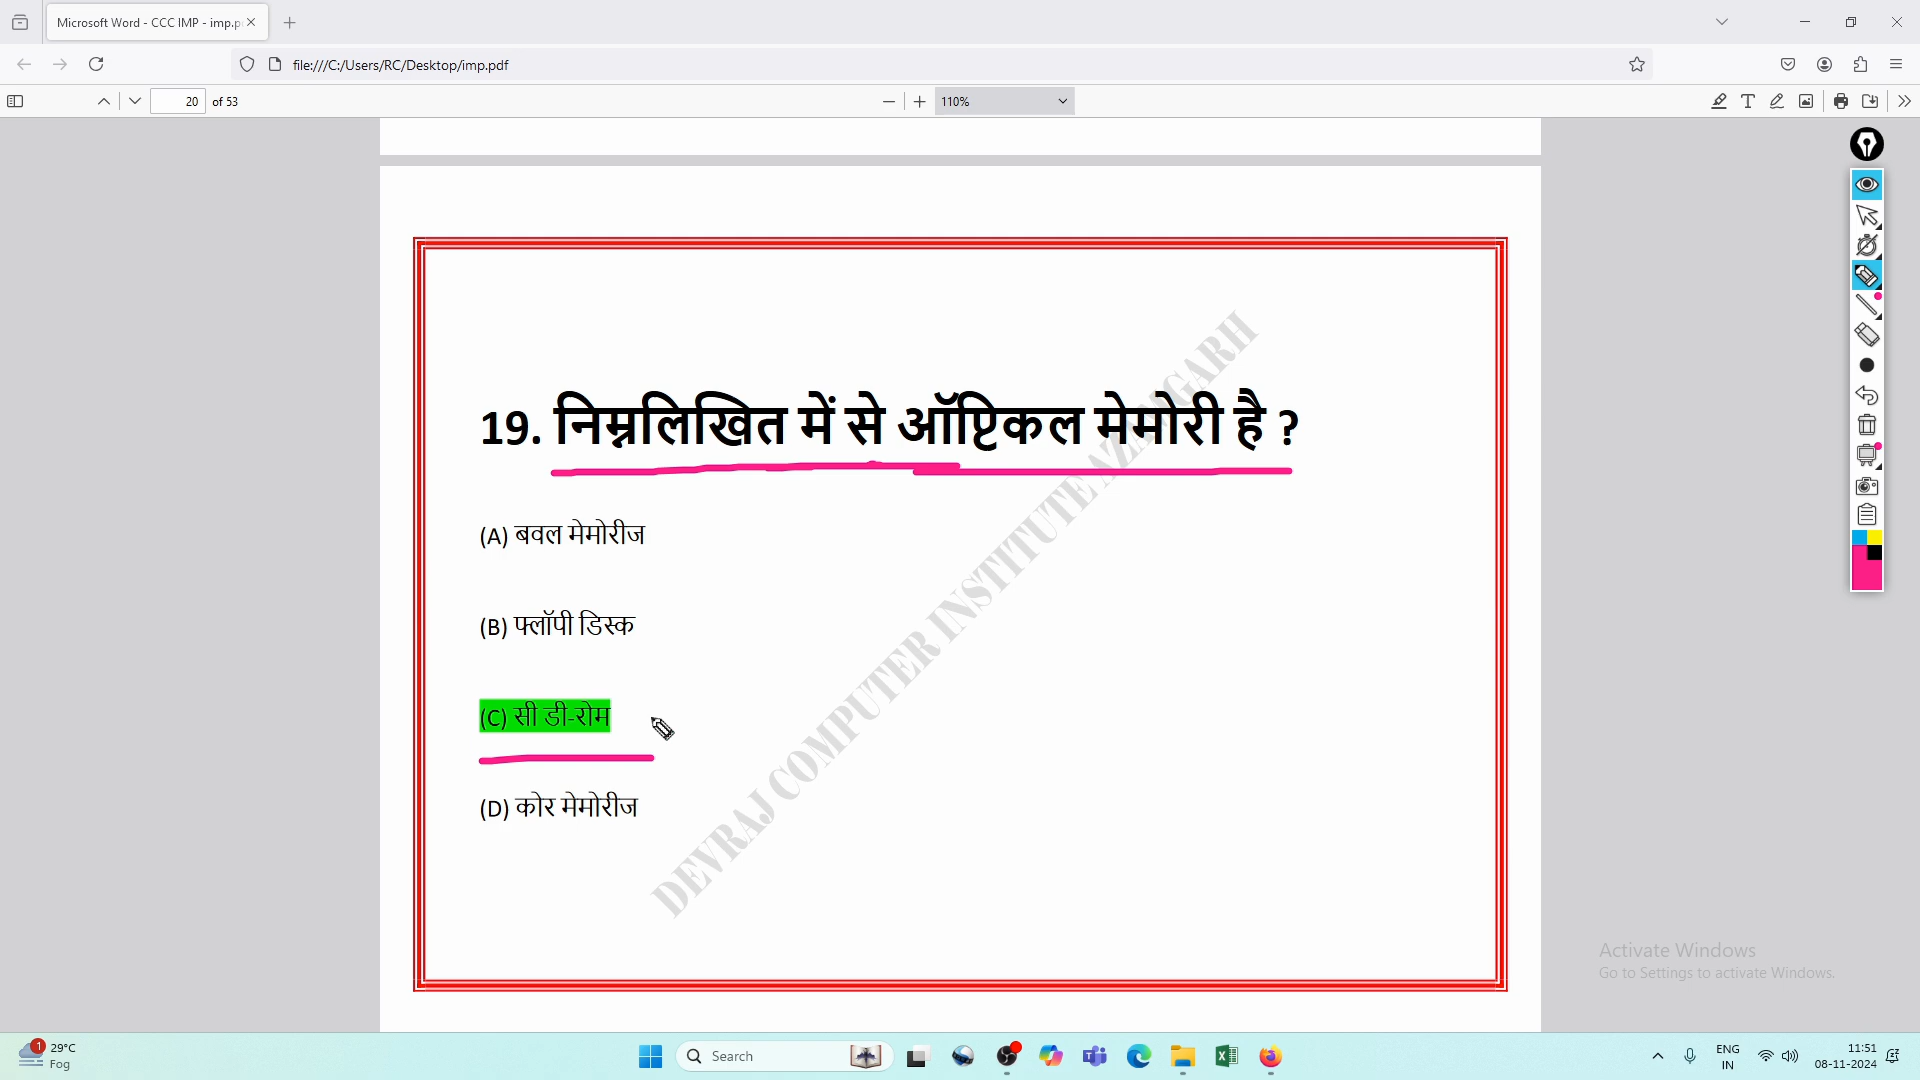 Microsoft Word - CCC IMP - imp.p
file:///C:/Users/RC/Desktop/imp.pdf
20 of 53
110%
19. निम्नलिखित में से ऑप्टिकल मेमोरी है ?
(A) बवल मेमोरीज
(B) फ्लॉपी डिस्क
(C) सी डी-रोम
(D) कोर मेमोरीज
DEVRAJ COMPUTER INSTITUTE AZAMGARH
Activate Windows
Go to Settings to activate Windows.
1
29°C
Fog
Search
ENG
IN
11:51
08-11-2024